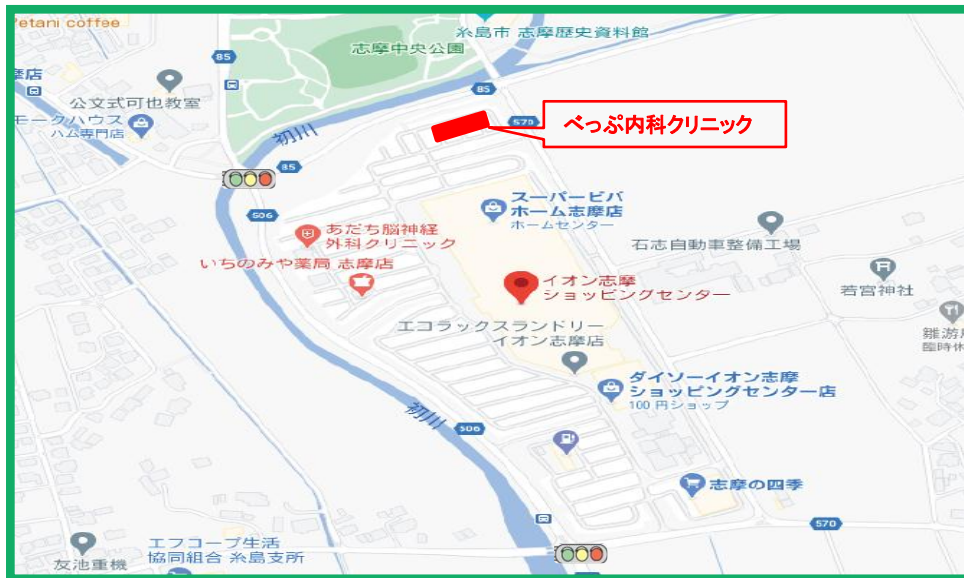 Yetani coffee
糸島市 志摩歴史資料館
志摩中央公園
85
摩店
公文式可也教室
85
モークハウス
ハム専門店
初川
570
べっぷ内科クリニック
85
506
スーパービバ
ホーム志摩店
ホームセンター
あだち脳神経
外科クリニック
石志自動車整備工場
いちのみや薬局 志摩店
イオン志摩
ショッピングセンター
若宮神社
エコラックスランドリー
イオン志摩店
雛游
臨時休
ダイソーイオン志摩
ショッピングセンター店
100 円ショップ
初川
506
志摩の四季
570
エフコープ生活
協同組合 糸島支所
友池重機